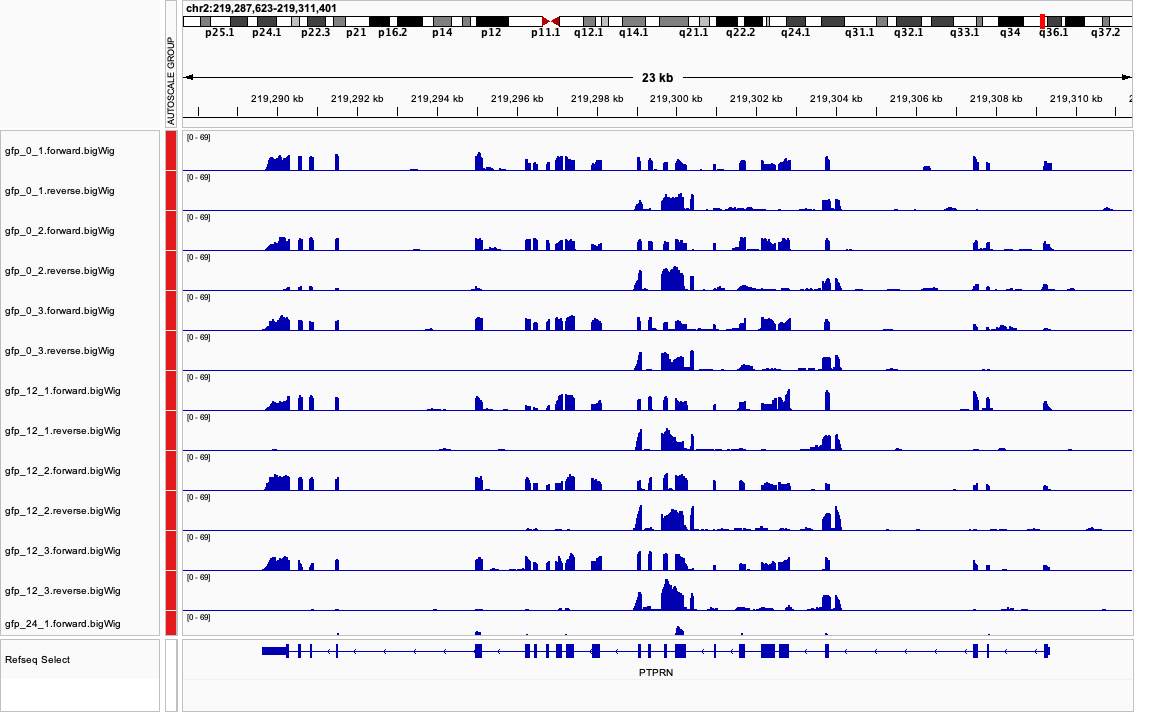 chr2:219,287,623-219,311,401
p25.1 p24.1 p22.3 p21 p16.2 p14 p12 p11.1 q12.1 q14.1 q21.1 q22.2 q24.1 q31.1 q32.1 q33.1 q34 q36.1 q37.2
AUTOSCALE GROUP
23 kb
219,290 kb 219,292 kb 219,294 kb 219,296 kb 219,298 kb 219,300 kb 219,302 kb 219,304 kb 219,306 kb 219,308 kb 219,310 kb 2
[0 - 69]
gfp_0_1.forward.bigWig
[0 - 69]
gfp_0_1.reverse.bigWig
[0 - 69]
gfp_0_2.forward.bigWig
[0 - 69]
gfp_0_2.reverse.bigWig
[0 - 69]
gfp_0_3.forward.bigWig
[0 - 69]
gfp_0_3.reverse.bigWig
[0 - 69]
gfp_12_1.forward.bigWig
[0 - 69]
gfp_12_1.reverse.bigWig
[0 - 69]
gfp_12_2.forward.bigWig
[0 - 69]
gfp_12_2.reverse.bigWig
[0 - 69]
gfp_12_3.forward.bigWig
[0 - 69]
gfp_12_3.reverse.bigWig
[0 - 69]
gfp_24_1.forward.bigWig
Refseq Select
PTPRN